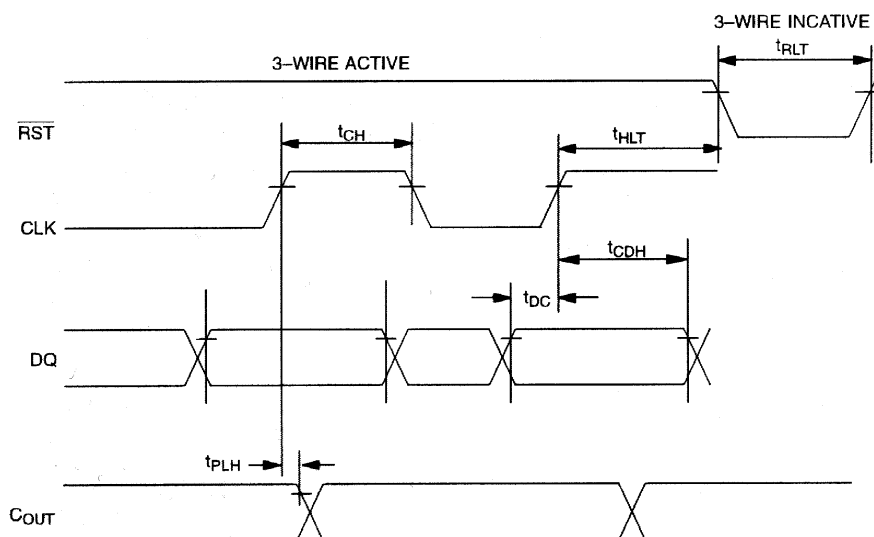 3–WIRE INCATIVE
tRLT
3–WIRE ACTIVE
RST
tCH
tHLT
CLK
tCDH
tDC
DQ
tPLH
COUT